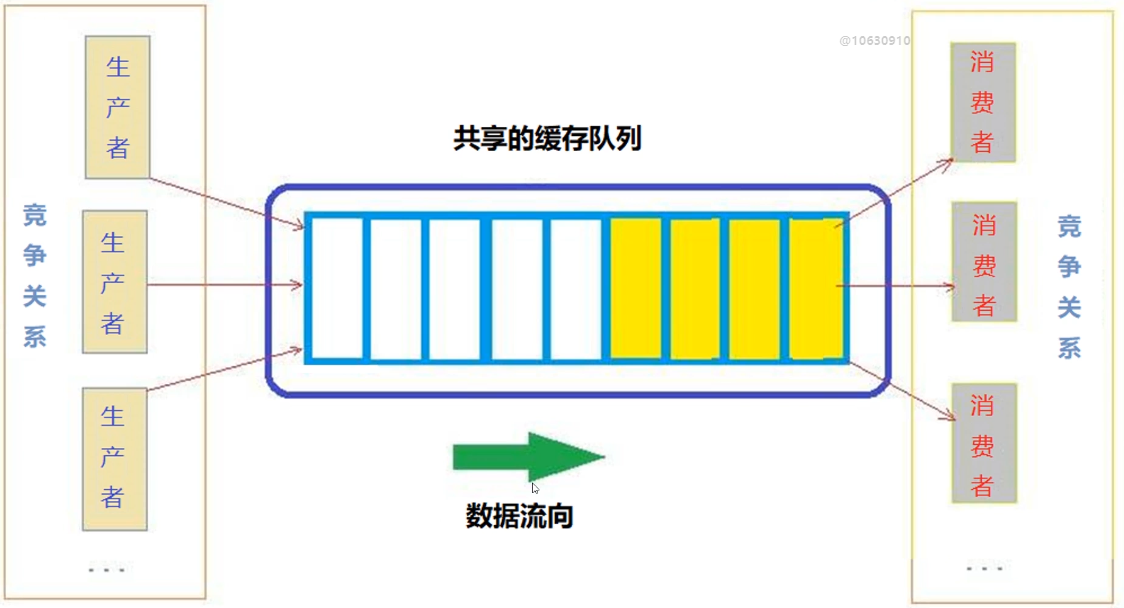 @10630910
生产者
消费者
共享的缓存队列
竞争关系
生产者
消费者
竞争关系
生产者
消费者
数据流向
...
...